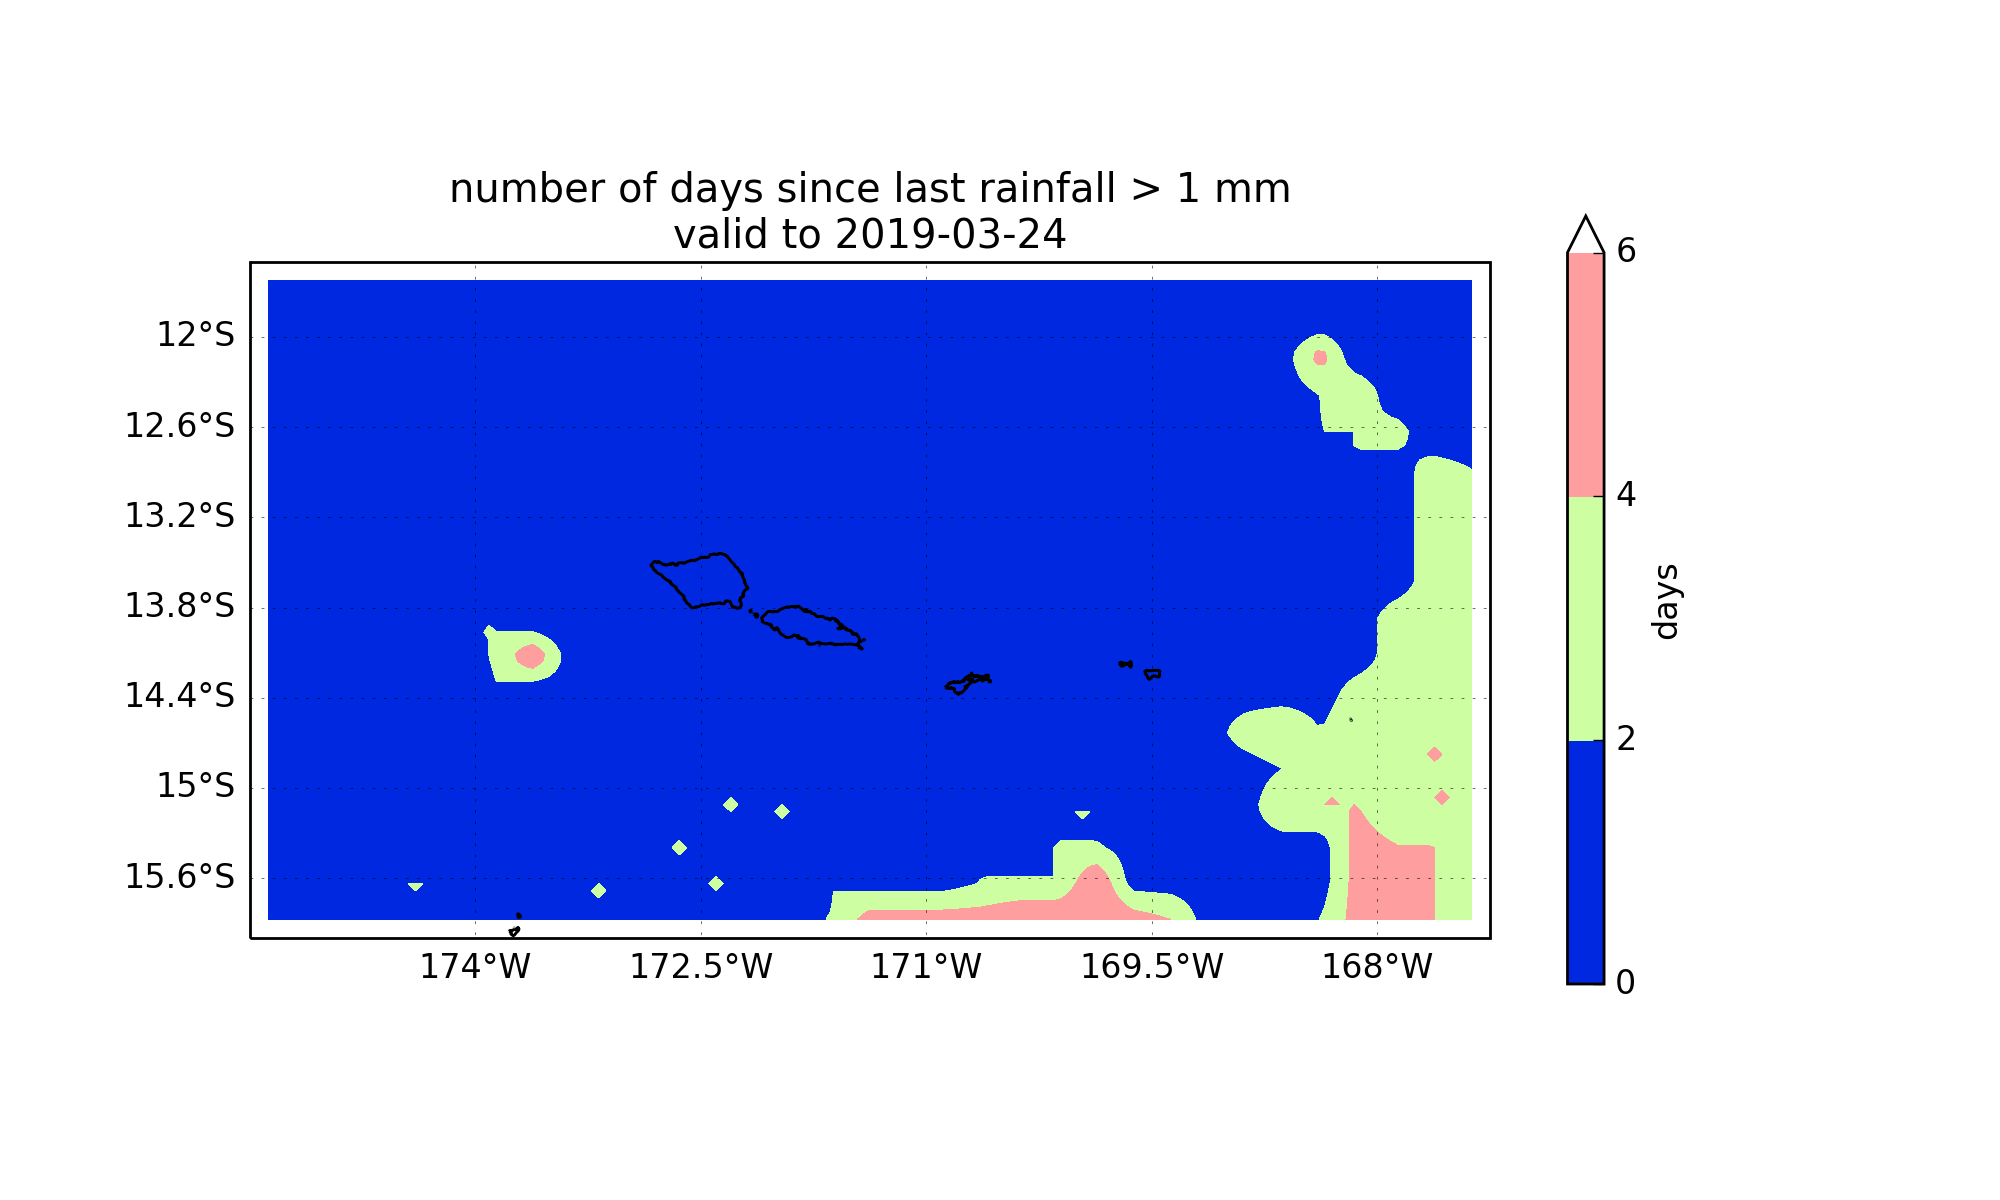 number of days since last rainfall > 1 mm
valid to 2019-03-24
12°S
12.6°S
13.2°S
13.8°S
14.4°S
15°S
15.6°S
174°W
172.5°W
171°W
169.5°W
168°W
6
4
2
0
days